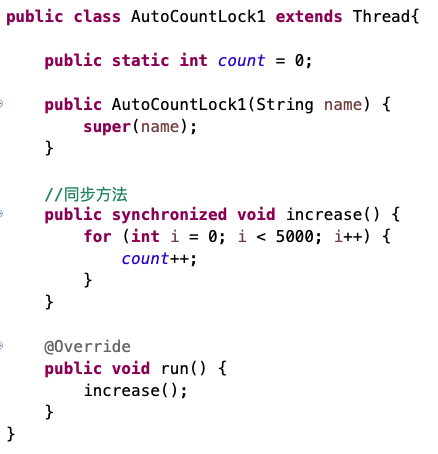 public class AutoCountLock1 extends Thread{
public static int count = 0;
public AutoCountLock1(String name) {
super(name);
}
//同步方法
public synchronized void increase() {
for (int i = 0; i < 5000; i++) {
count++;
}
}
@Override
public void run() {
increase();
}
}